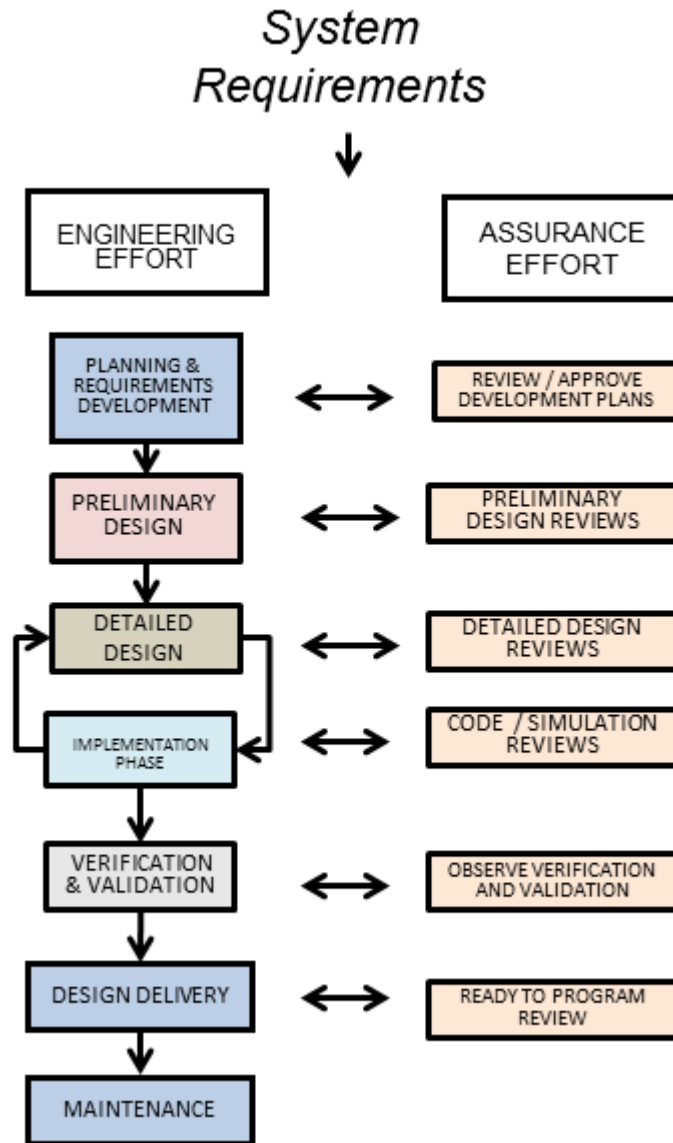 System
Requirements
ENGINEERING
EFFORT
ASSURANCE
EFFORT
PLANNING &
REQUIREMENTS
DEVELOPMENT
REVIEW / APPROVE
DEVELOPMENT PLANS
PRELIMINARY
DESIGN
PRELIMINARY
DESIGN REVIEWS
DETAILED
DESIGN
DETAILED DESIGN
REVIEWS
IMPLEMENTATION
PHASE
CODE / SIMULATION
REVIEWS
VERIFICATION
& VALIDATION
OBSERVE VERIFICATION
AND VALIDATION
DESIGN DELIVERY
READY TO PROGRAM
REVIEW
MAINTENANCE